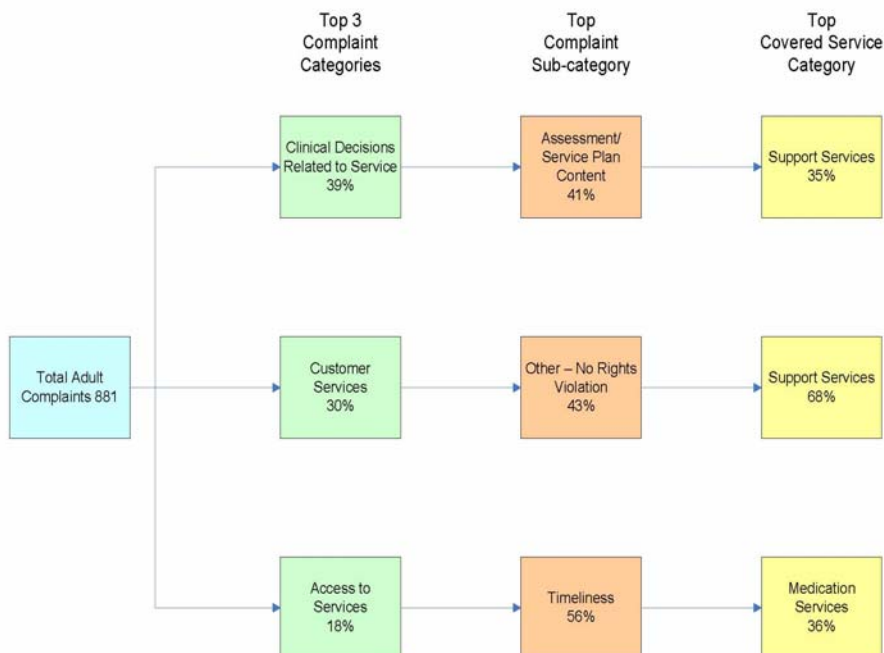 Top 3
Complaint
Categories
Top
Complaint
Sub-category
Top
Covered Service
Category
Clinical Decisions
Related to Service
39%
Assessment/
Service Plan
Content
41%
Support Services
35%
Total Adult
Complaints 881
Customer
Services
30%
Other – No Rights
Violation
43%
Support Services
68%
Access to
Services
18%
Timeliness
56%
Medication
Services
36%